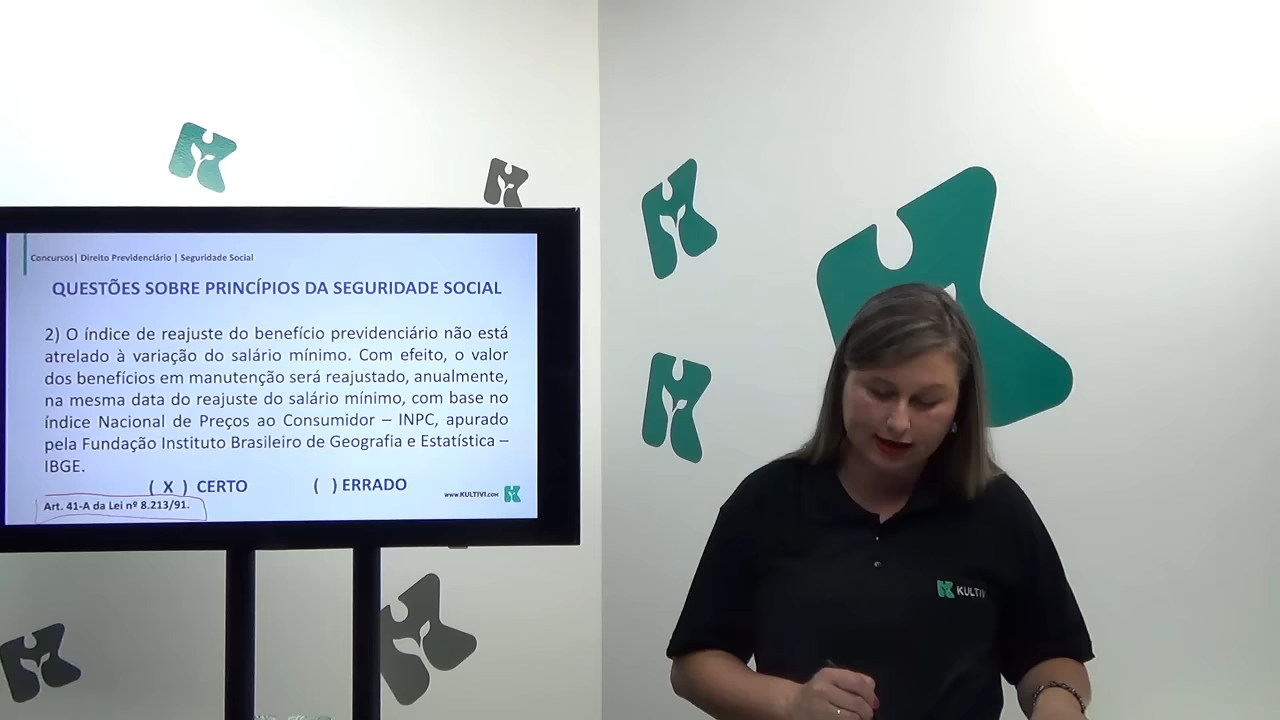 Concursos| Direito Previdenciário | Seguridade Social
QUESTÕES SOBRE PRINCÍPIOS DA SEGURIDADE SOCIAL
2) O índice de reajuste do benefício previdenciário não está
atrelado à variação do salário mínimo. Com efeito, o valor
dos benefícios em manutenção será reajustado, anualmente,
na mesma data do reajuste do salário mínimo, com base no
índice Nacional de Preços ao Consumidor – INPC, apurado
pela Fundação Instituto Brasileiro de Geografia e Estatística –
IBGE.
( X ) CERTO ( ) ERRADO
www.KULTIVI.COM
Art. 41-A da Lei nº 8.213/91.
KULTIVI